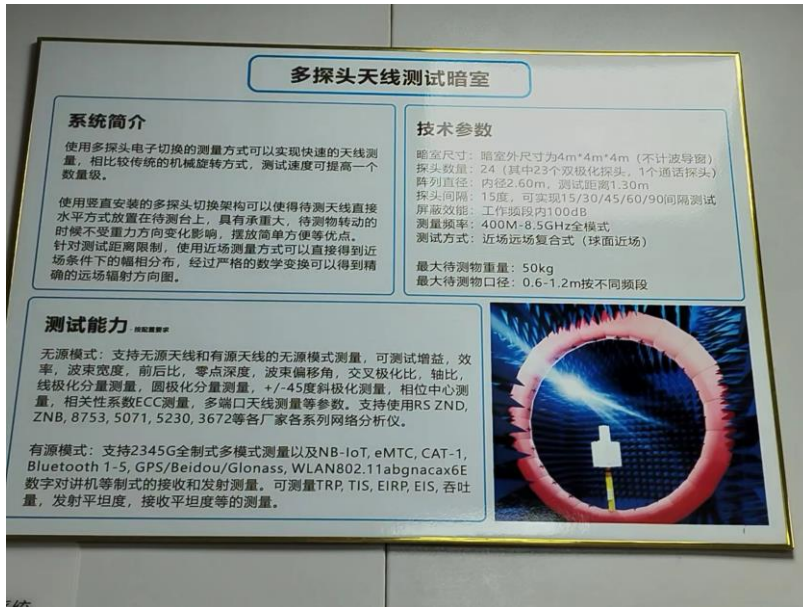 多探头天线测试暗室
系统简介
使用多探头电子切换的测量方式可以实现快速的天线测
量，相比较传统的机械旋转方式，测试速度可提高一个
数量级。
使用竖直安装的多探头切换架构可以使得待测天线直接
水平方式放置在待测台上，具有承重大，待测物转动的
时候不受重力方向变化影响，摆放简单方便等优点。
针对测试距离限制，使用近场测量方式可以直接得到近
场条件下的幅相分布，经过严格的数学变换可以得到精
确的远场辐射方向图。
技术参数
暗室尺寸：暗室外尺寸为4m*4m*4m（不计波导窗）
探头数量：24（其中23个双极化探头，1个通话探头）
阵列直径：内径2.60m，测试距离1.30m
探头间隔：15度，可实现15/30/45/60/90间隔测试
屏蔽效能：工作频段内100dB
测量频率：400M-8.5GHz全模式
测试方式：近场远场复合式（球面近场）
最大待测物重量：50kg
最大待测物口径：0.6-1.2m按不同频段
测试能力-按配置要求
无源模式：支持无源天线和有源天线的无源模式测量，可测试增益，效
率，波束宽度，前后比，零点深度，波束偏移角，交叉极化比，轴比，
线极化分量测量，圆极化分量测量，+/-45度斜极化测量，相位中心测
量，相关性系数ECC测量，多端口天线测量等参数。支持使用RS ZND,
ZNB, 8753, 5071, 5230, 3672等各厂家各系列网络分析仪。
有源模式：支持2345G全制式多模式测量以及NB-IoT, eMTC, CAT-1,
Bluetooth 1-5, GPS/Beidou/Glonass, WLAN802.11abgnacax6E
数字对讲机等制式的接收和发射测量。可测量TRP, TIS, EIRP, EIS, 吞吐
量，发射平坦度，接收平坦度等的测量。